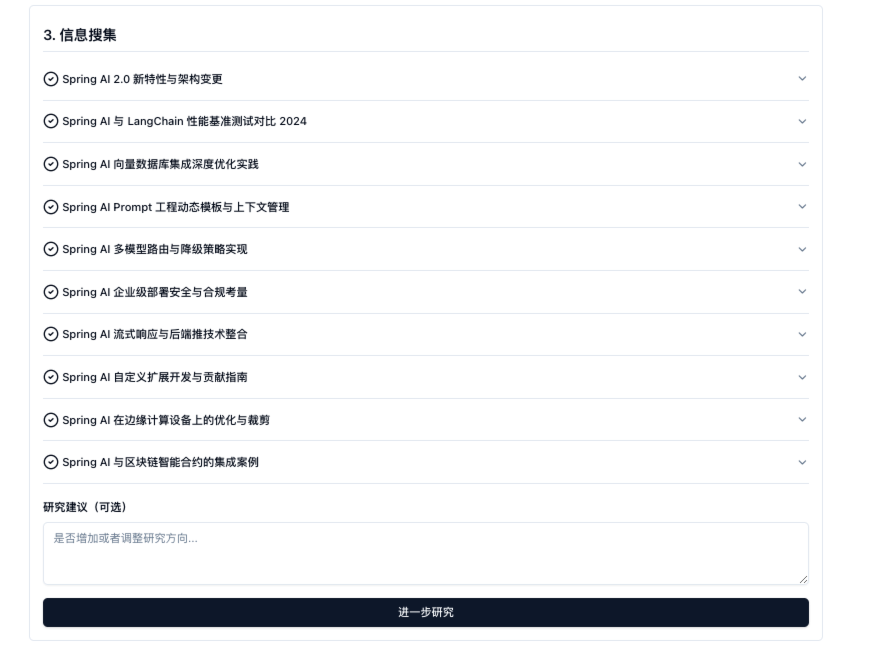 3. 信息搜集
Spring AI 2.0 新特性与架构变更
Spring AI 与 LangChain 性能基准测试对比 2024
Spring AI 向量数据库集成深度优化实践
Spring AI Prompt 工程动态模板与上下文管理
Spring AI 多模型路由与降级策略实现
Spring AI 企业级部署安全与合规考量
Spring AI 流式响应与后端推技术整合
Spring AI 自定义扩展开发与贡献指南
Spring AI 在边缘计算设备上的优化与裁剪
Spring AI 与区块链智能合约的集成案例
研究建议（可选）
是否增加或者调整研究方向...
进一步研究